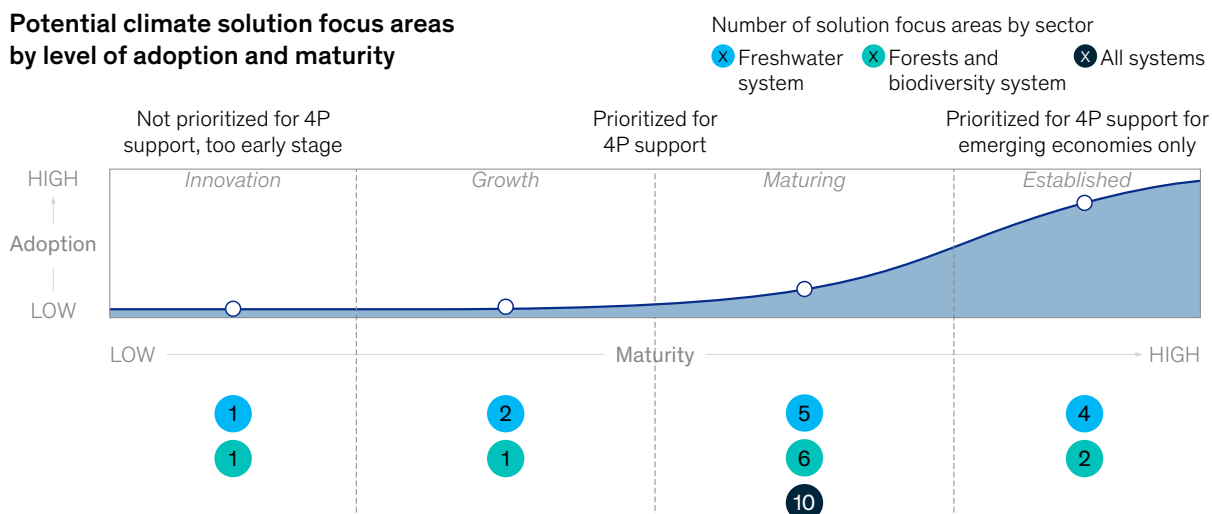 Potential climate solution focus areas
by level of adoption and maturity
Number of solution focus areas by sector
X Freshwater
system
X Forests and
biodiversity system
X All systems
Not prioritized for 4P
support, too early stage
Prioritized for
4P support
Prioritized for 4P support for
emerging economies only
HIGH
Adoption
LOW
Innovation
Growth
Maturing
Established
LOW
Maturity
HIGH
1
2
5
4
1
1
6
2
10